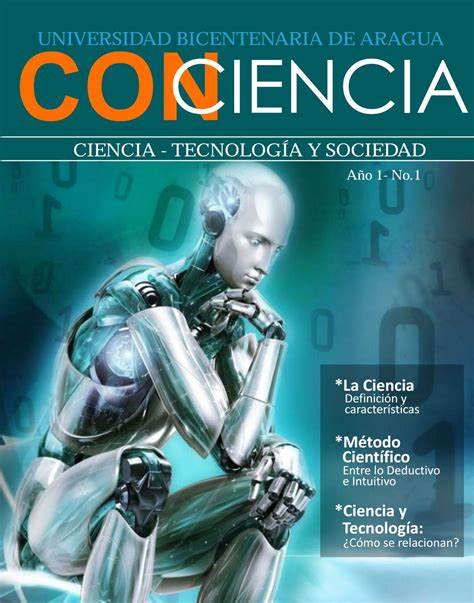 UNIVERSIDAD BICENTENARIA DE ARAGUA
CONCIENCIA
CIENCIA - TECNOLOGÍA Y SOCIEDAD
Año 1- No.1
*La Ciencia
Definición y
características
*Método
Científico
Entre lo Deductivo
e Intuitivo
*Ciencia y
Tecnología:
¿Cómo se relacionan?